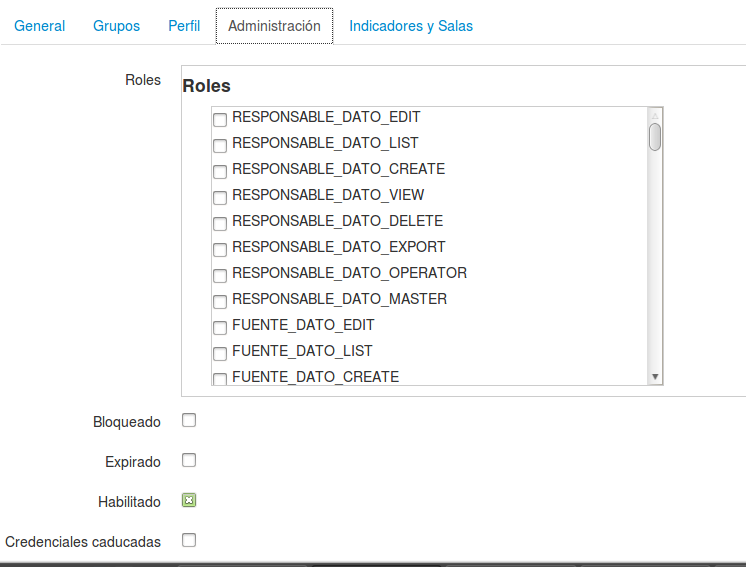 General Grupos Perfil Administración Indicadores y Salas
Roles
Roles
RESPONSABLE_DATO_EDIT
RESPONSABLE_DATO_LIST
RESPONSABLE_DATO_CREATE
RESPONSABLE_DATO_VIEW
RESPONSABLE_DATO_DELETE
RESPONSABLE_DATO_EXPORT
RESPONSABLE_DATO_OPERATOR
RESPONSABLE_DATO_MASTER
FUENTE_DATO_EDIT
FUENTE_DATO_LIST
FUENTE_DATO_CREATE
Bloqueado
Expirado
Habilitado
Credenciales caducadas